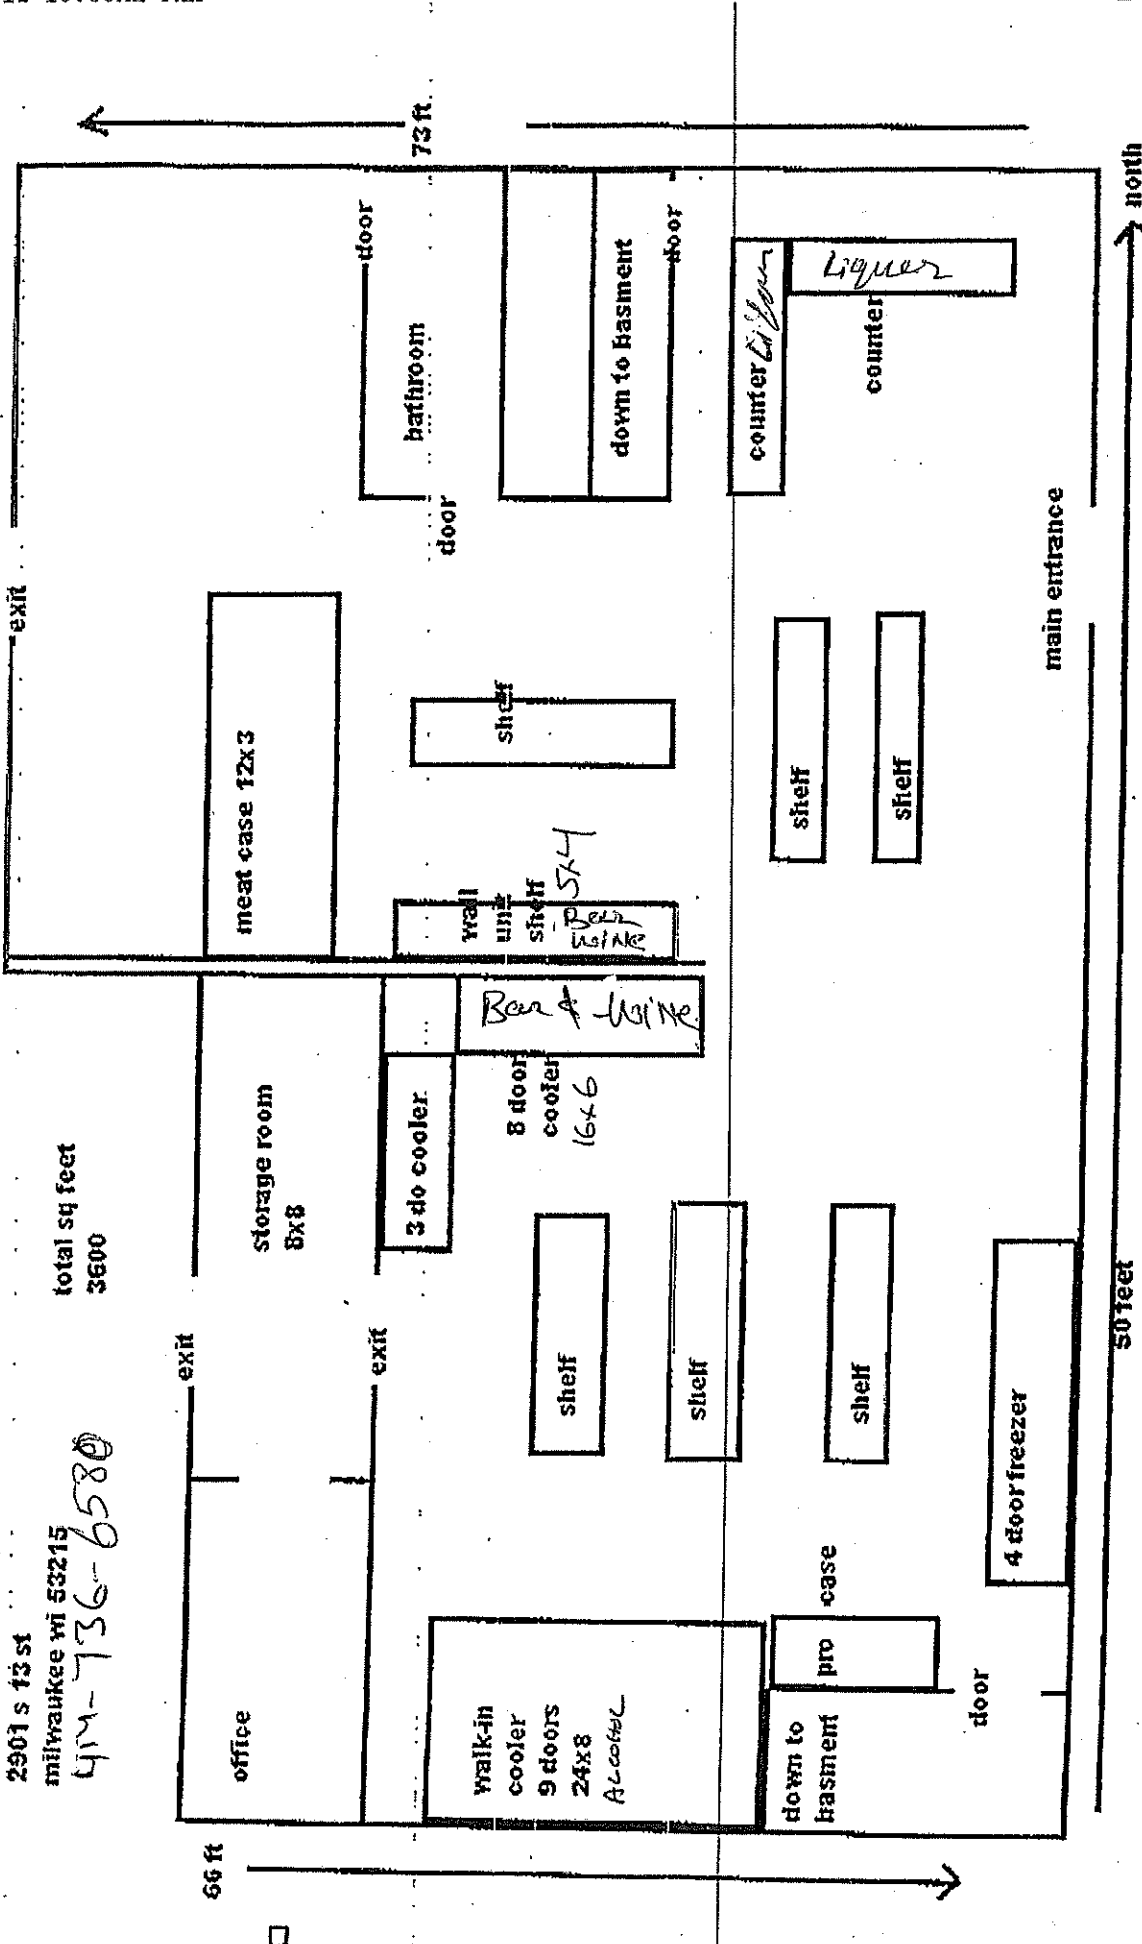 2901 s 13 st
milwaukee wi 53215
414-736-6580
total sq feet
3600
exit
73 ft.
door
bathroom
door
down to basment
door
counter
Liquer
counter
meat case 12x3
shelf
wall
unit
shelf 5x4
Bear
WINE
shelf
shelf
main entrance
north
exit
storage room
8x8
exit
3 do cooler
Bear & WINE
8 door
cooler
16x6
office
shelf
shelf
shelf
4 door freezer
50 feet
walk-in
cooler
9 doors
24x8
ALCOHOL
pro case
down to
basment
door
66 ft